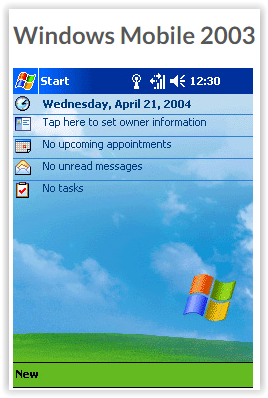 Windows Mobile 2003
Start 12:30
Wednesday, April 21, 2004
Tap here to set owner information
No upcoming appointments
No unread messages
No tasks
New